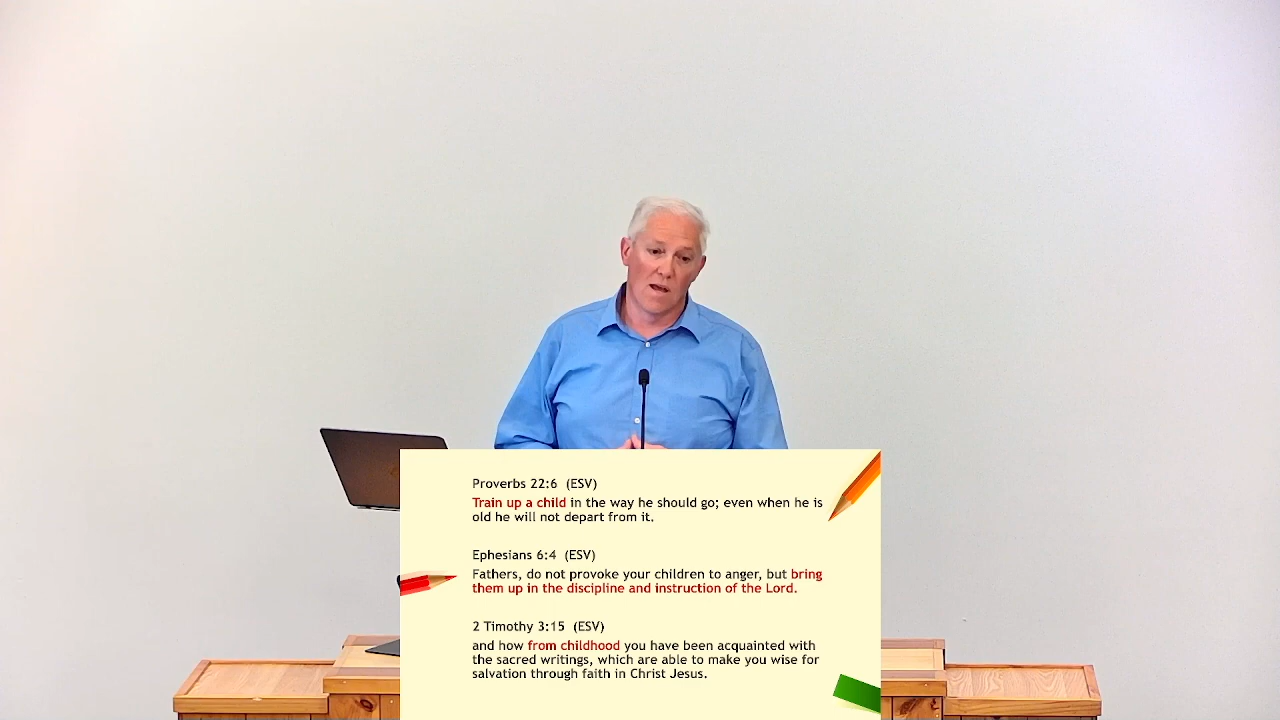 Proverbs 22:6 (ESV)
Train up a child in the way he should go; even when he is
old he will not depart from it.
Ephesians 6:4 (ESV)
Fathers, do not provoke your children to anger, but bring
them up in the discipline and instruction of the Lord.
2 Timothy 3:15 (ESV)
and how from childhood you have been acquainted with
the sacred writings, which are able to make you wise for
salvation through faith in Christ Jesus.